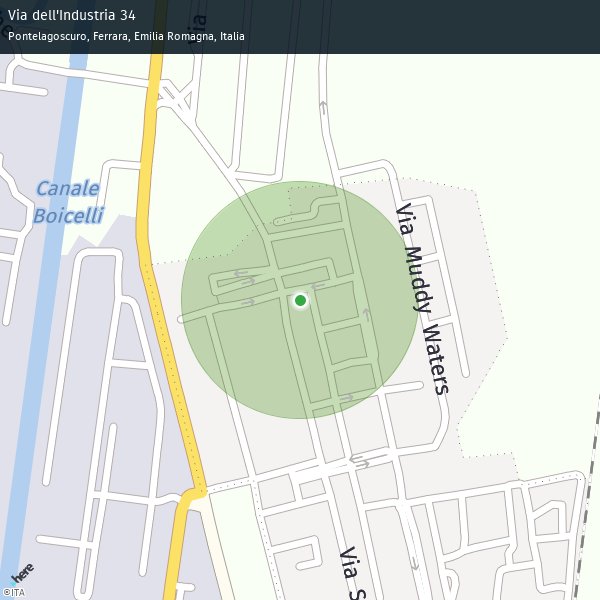 Via dell'Industria 34
Pontelagoscuro, Ferrara, Emilia Romagna, Italia
Via
Canale
Boicelli
Via Muddy Waters
Via S
here
©ITA